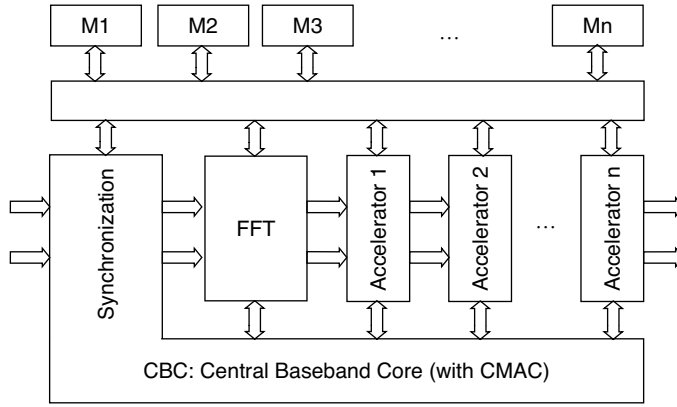 M1
M2
M3
...
Mn
Synchronization
FFT
Accelerator 1
Accelerator 2
...
Accelerator n
CBC: Central Baseband Core (with CMAC)